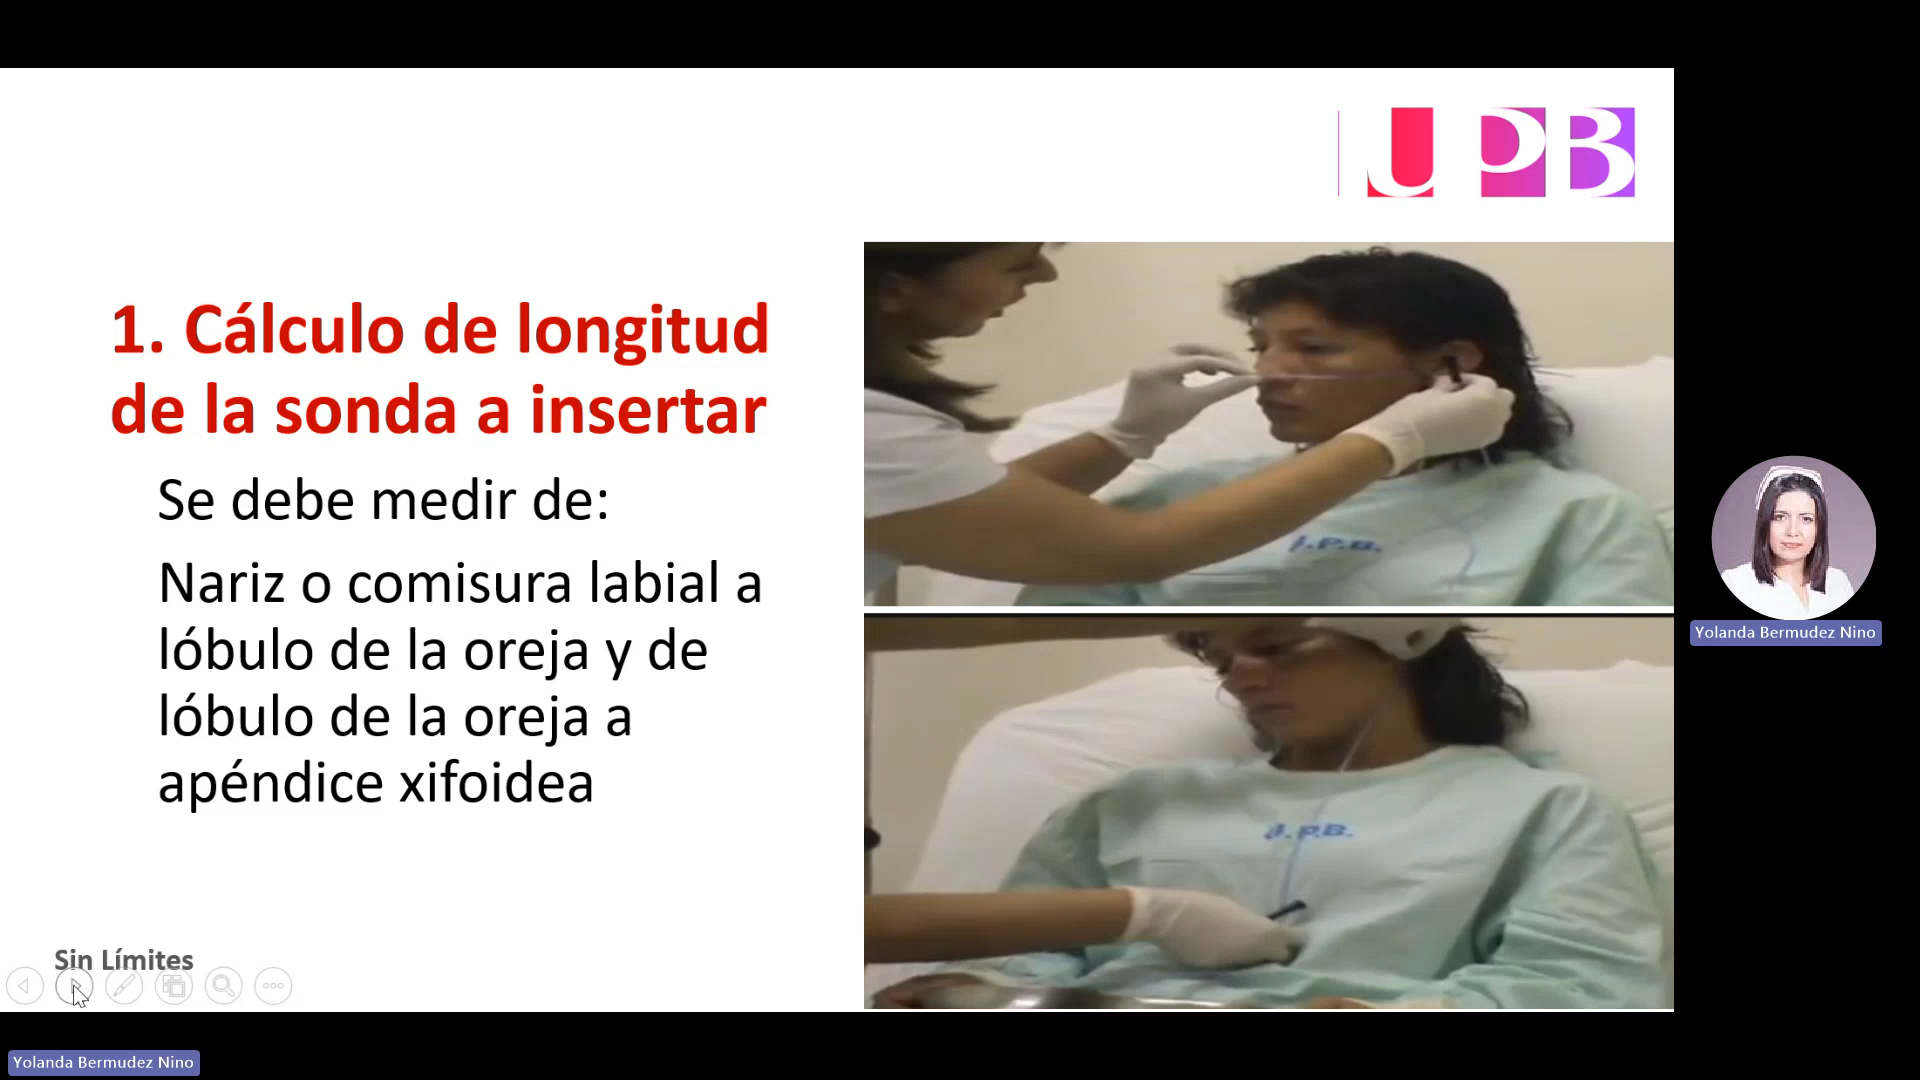 UPB
1. Cálculo de longitud
de la sonda a insertar
Se debe medir de:
Nariz o comisura labial a
lóbulo de la oreja y de
lóbulo de la oreja a
apéndice xifoidea
U.P.B.
U.P.B.
Sin Límites
Yolanda Bermudez Nino
Yolanda Bermudez Nino